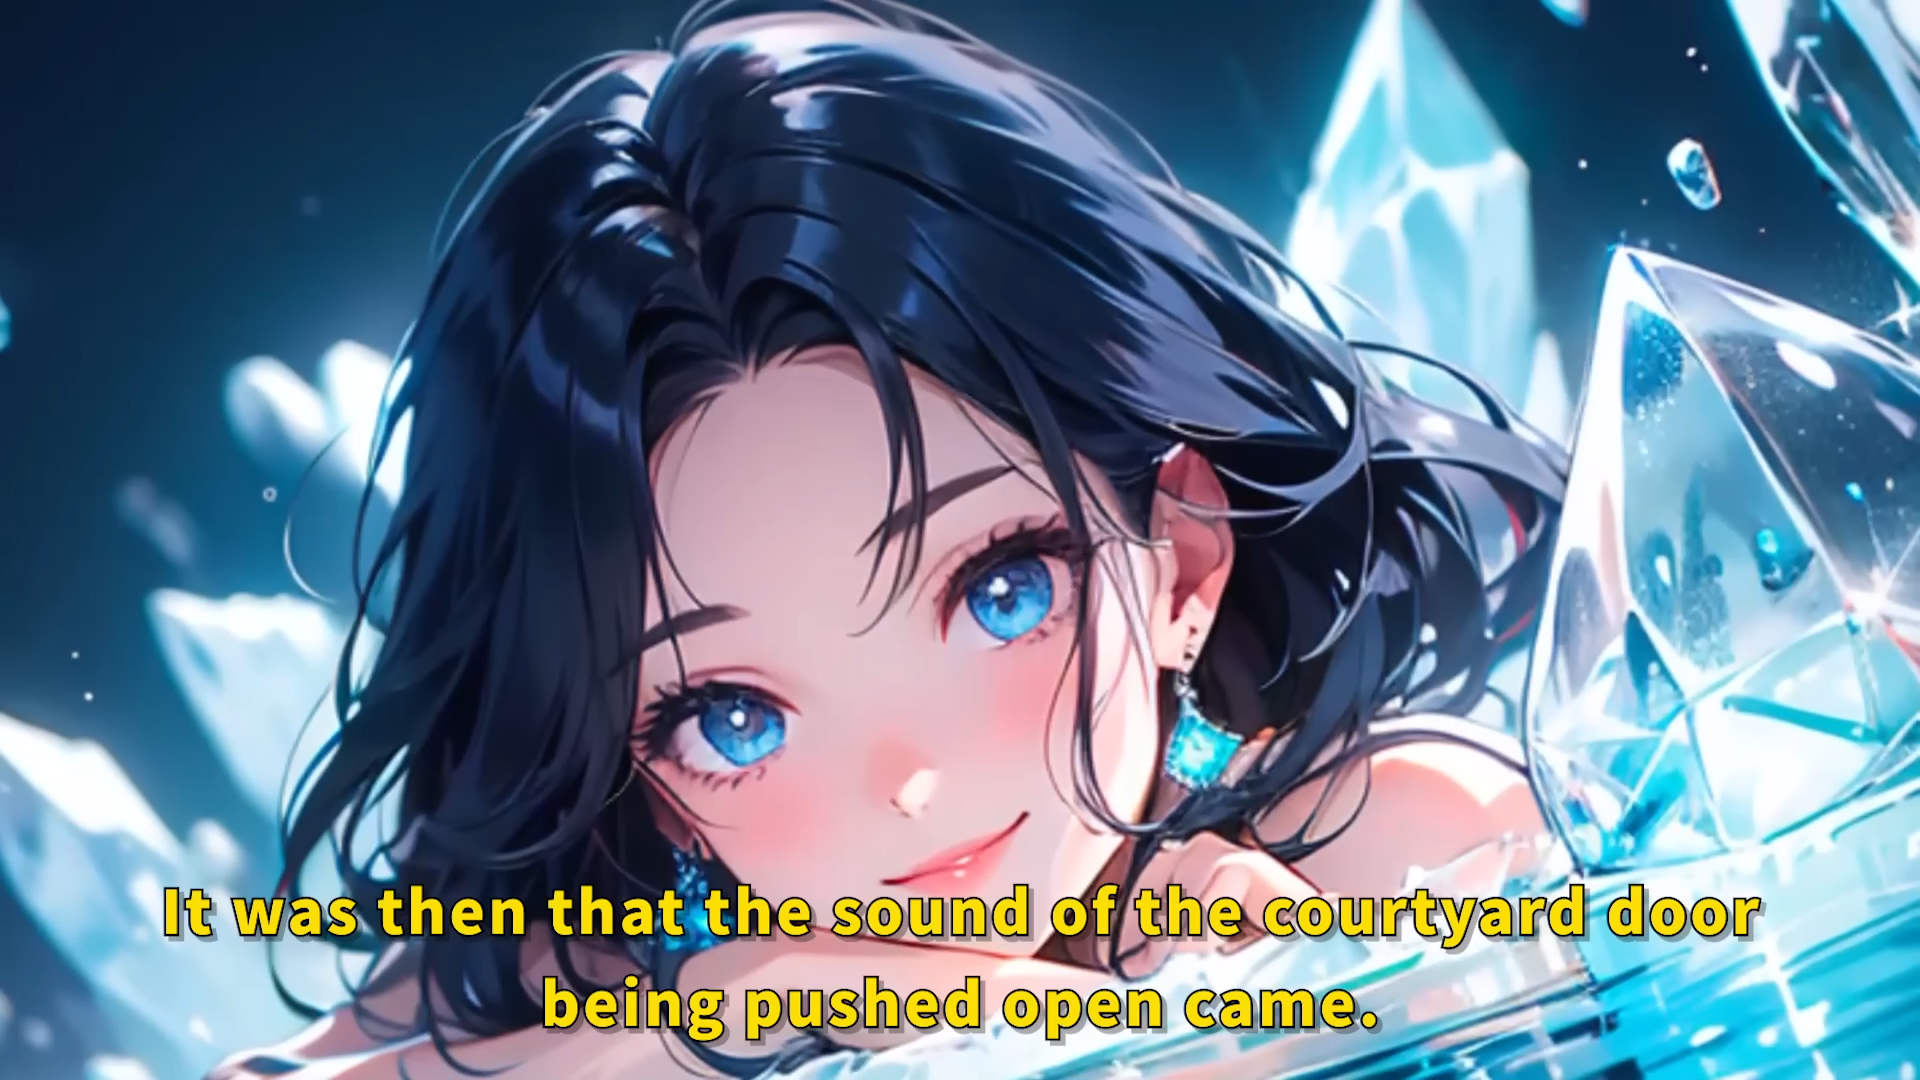 It was then that the sound of the courtyard door
being pushed open came.